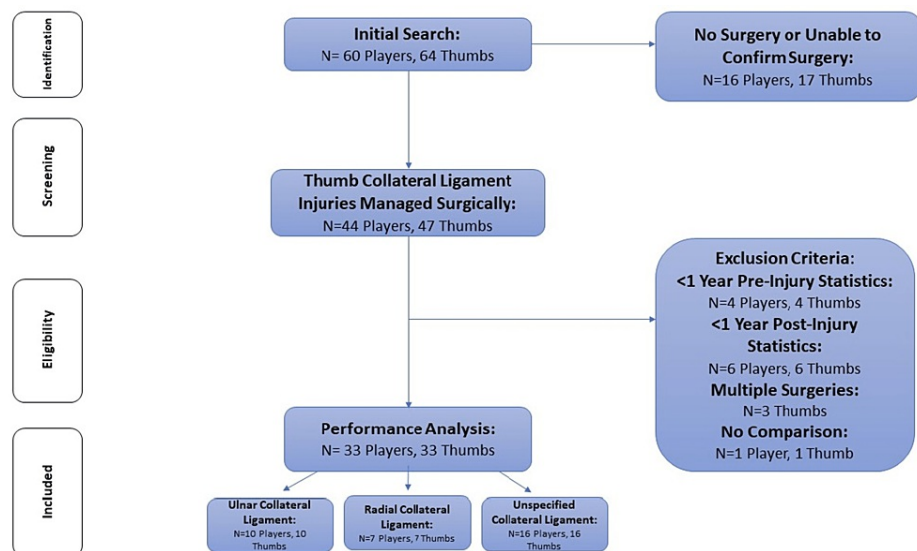 Identification
Initial Search:
N= 60 Players, 64 Thumbs
No Surgery or Unable to
Confirm Surgery:
N=16 Players, 17 Thumbs
Screening
Thumb Collateral Ligament
Injuries Managed Surgically:
N=44 Players, 47 Thumbs
Eligibility
Exclusion Criteria:
<1 Year Pre-Injury Statistics:
N=4 Players, 4 Thumbs
<1 Year Post-Injury
Statistics:
N=6 Players, 6 Thumbs
Multiple Surgeries:
N=3 Thumbs
No Comparison:
N=1 Player, 1 Thumb
Included
Performance Analysis:
N= 33 Players, 33 Thumbs
Ulnar Collateral
Ligament:
N=10 Players, 10
Thumbs
Radial Collateral
Ligament:
N=7 Players, 7 Thumbs
Unspecified
Collateral Ligament:
N=16 Players, 16
Thumbs